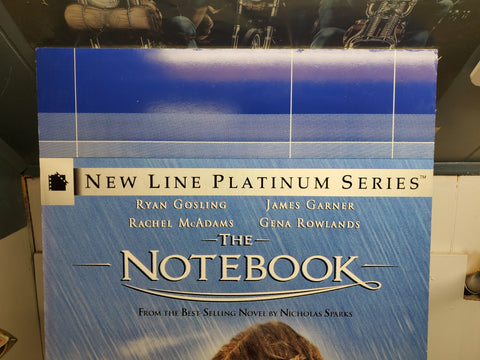 NEW LINE PLATINUM SERIES™
RYAN GOSLING JAMES GARNER
RACHEL MCADAMS GENA ROWLANDS
THE
NOTEBOOK
FROM THE BEST-SELLING NOVEL BY NICHOLAS SPARKS